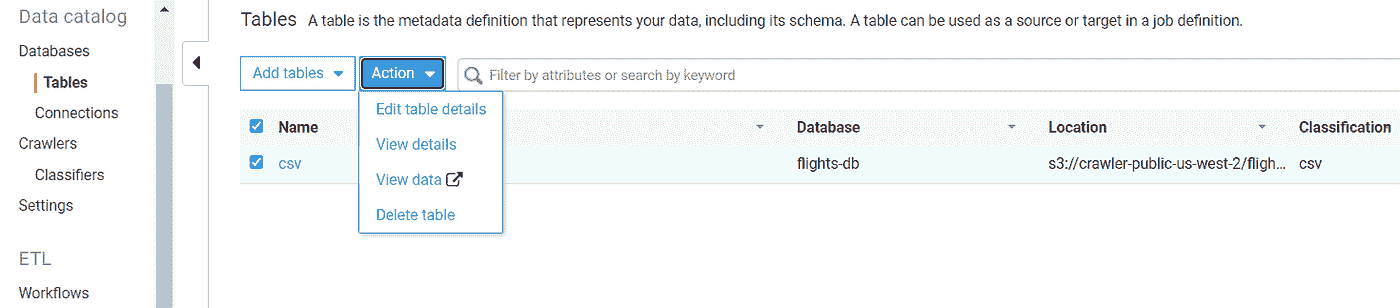 Data catalog
Databases
Tables
Connections
Crawlers
Classifiers
Settings
ETL
Workflows
Tables A table is the metadata definition that represents your data, including its schema. A table can be used as a source or target in a job definition.
Add tables Action Filter by attributes or search by keyword
Edit table details
View details
View data
Delete table
Name Database Location Classification
csv flights-db s3://crawler-public-us-west-2/fligh... csv